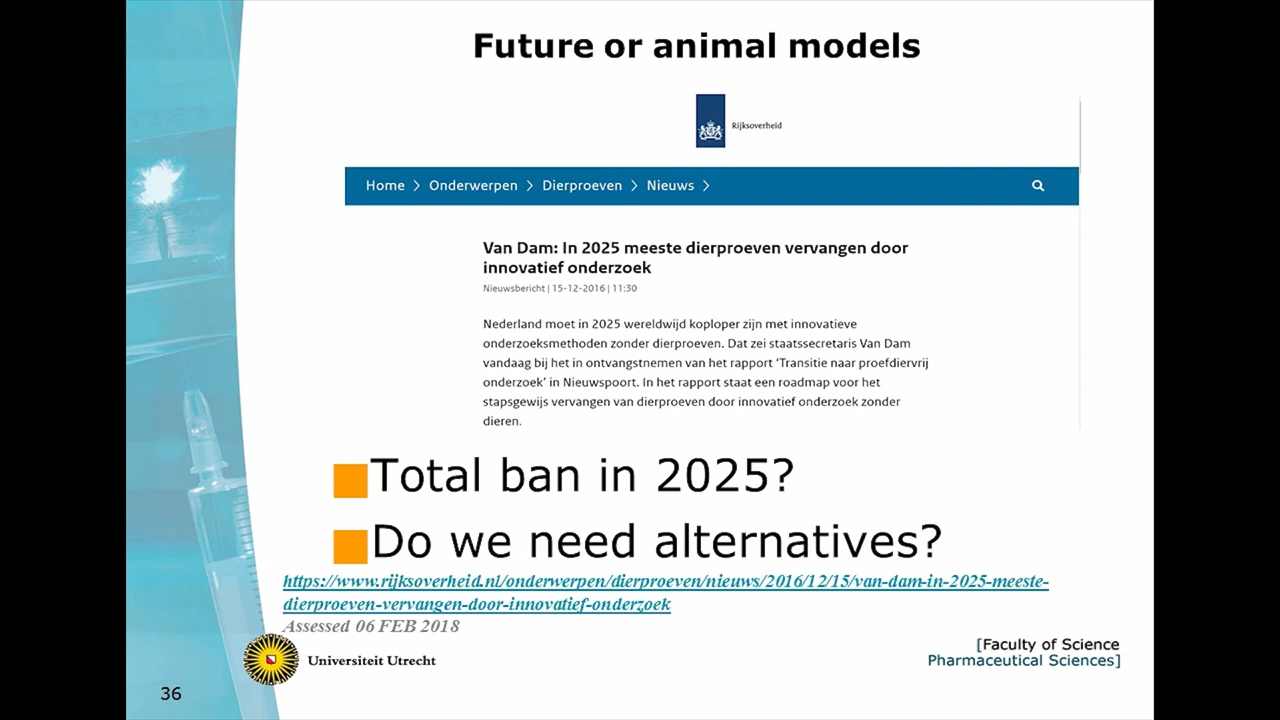 Future or animal models
Rijksoverheid
Home > Onderwerpen > Dierproeven > Nieuws >
Van Dam: In 2025 meeste dierproeven vervangen door
innovatief onderzoek
Nieuwsbericht | 15-12-2016 | 11:30
Nederland moet in 2025 wereldwijd koploper zijn met innovatieve
onderzoeksmethoden zonder dierproeven. Dat zei staatssecretaris Van Dam
vandaag bij het in ontvangstnemen van het rapport ‘Transitie naar proefdiervrij
onderzoek’ in Nieuwspoort. In het rapport staat een roadmap voor het
stapsgewijs vervangen van dierproeven door innovatief onderzoek zonder
dieren.
Total ban in 2025?
Do we need alternatives?
https://www.rijksoverheid.nl/onderwerpen/dierproeven/nieuws/2016/12/15/van-dam-in-2025-meeste-
dierproeven-vervangen-door-innovatief-onderzoek
Assessed 06 FEB 2018
Universiteit Utrecht
[Faculty of Science
Pharmaceutical Sciences]
36